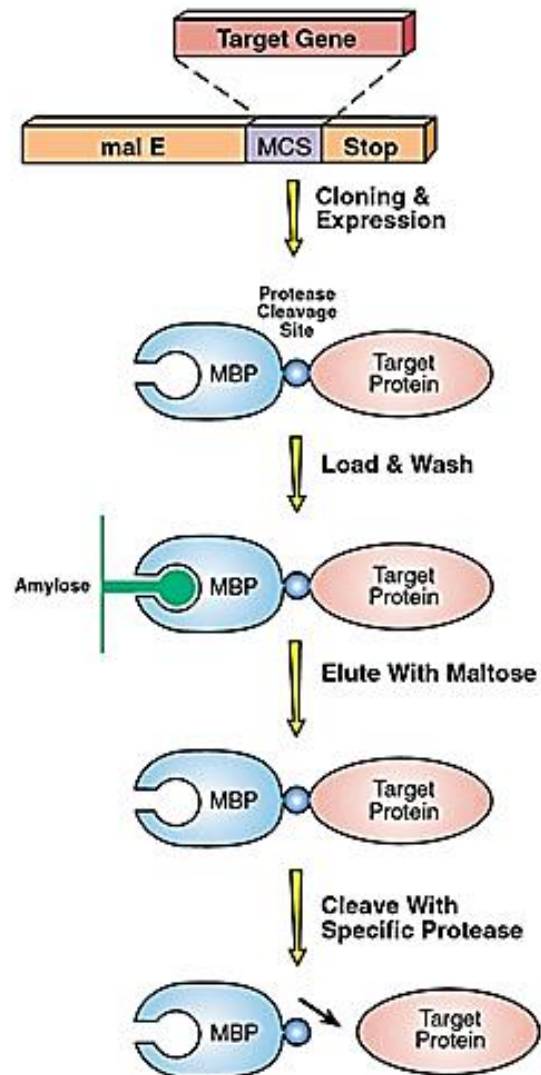 Target Gene
mal E
MCS
Stop
Cloning &
Expression
Protease
Cleavage
Site
MBP
Target
Protein
Load & Wash
Amylose
MBP
Target
Protein
Elute With Maltose
MBP
Target
Protein
Cleave With
Specific Protease
MBP
Target
Protein